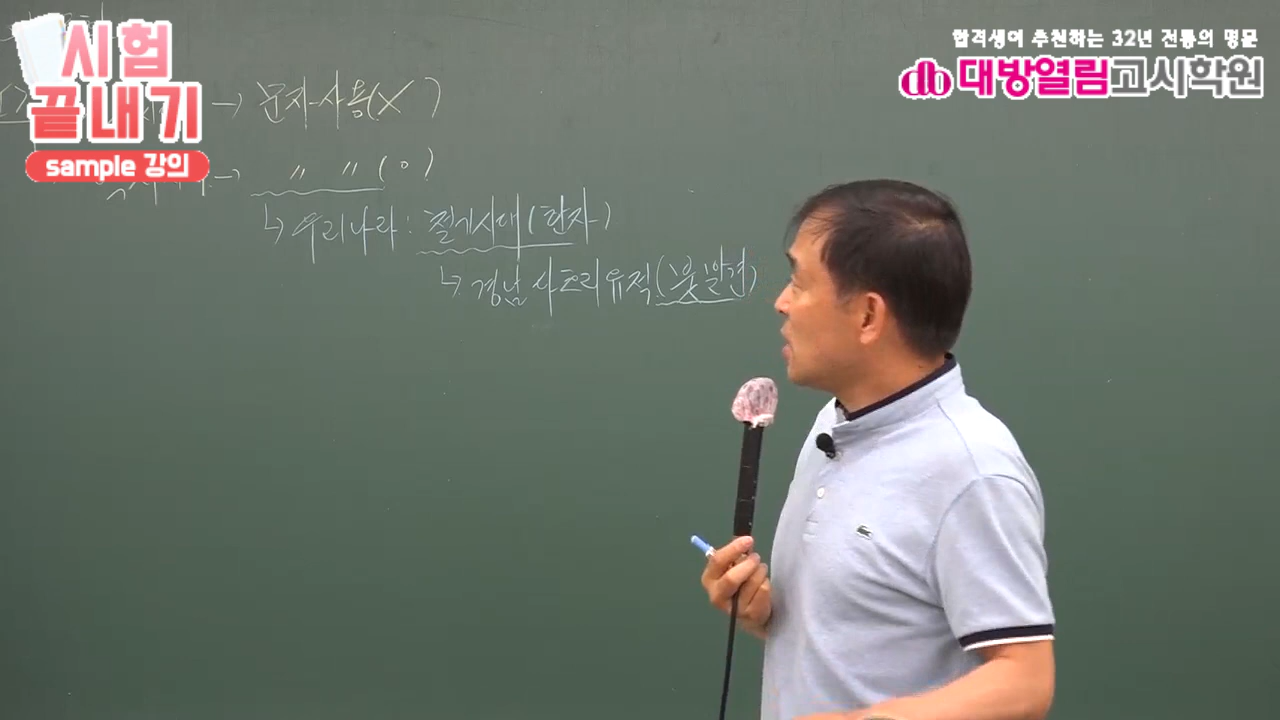 시험
끝내기
sample 강의
합격생이 추천하는 32년 전통의 명문
대방열림고시학원
→ 문자사용(X)
→ 〃 〃 (○)
↳ 우리나라 : 철기시대(한자)
↳ 경남 사천리유적(붓발견)